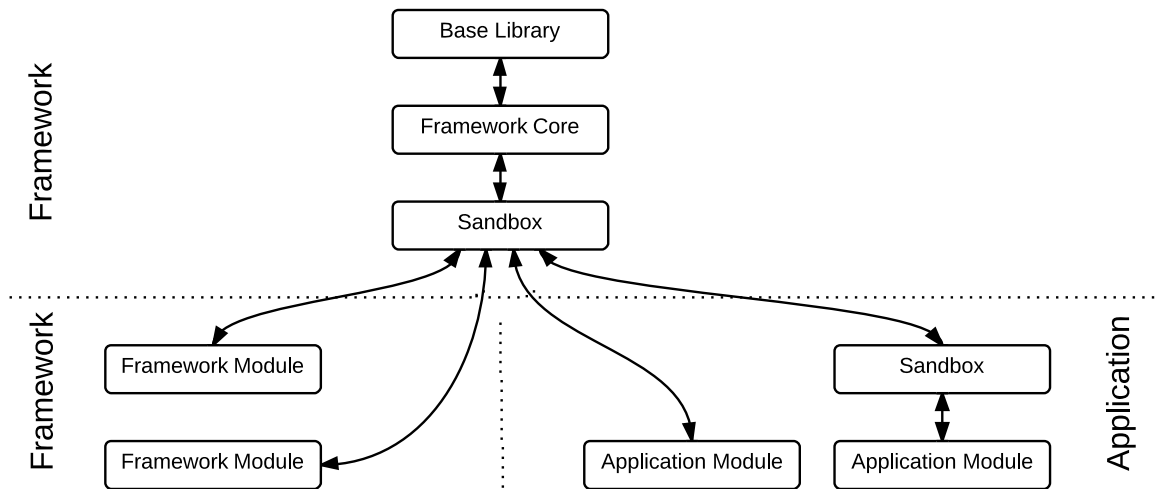 Framework
Base Library
Framework Core
Sandbox
Framework
Framework Module
Sandbox
Application
Framework Module
Application Module
Application Module